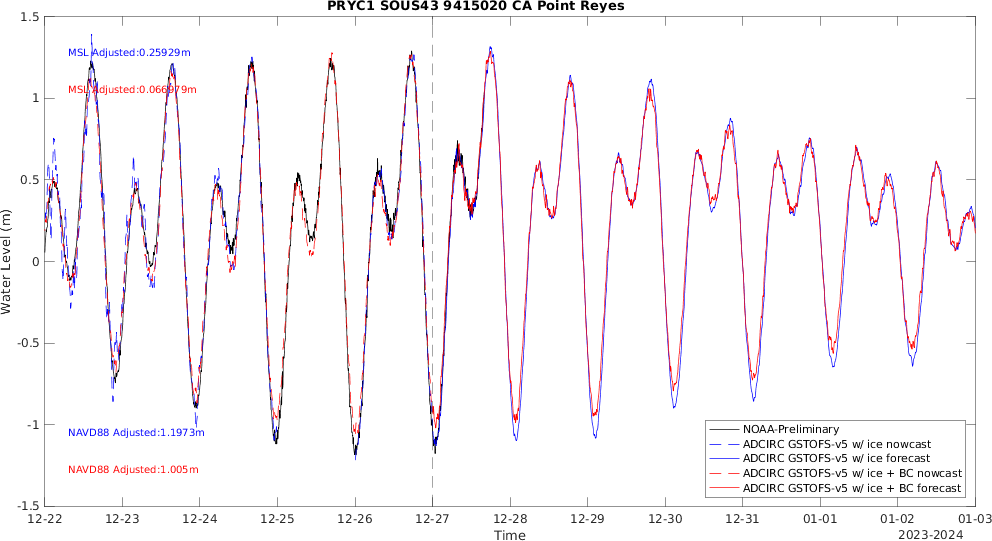 PRYC1 SOUS43 9415020 CA Point Reyes
1.5
1
0.5
0
-0.5
-1
-1.5
Water Level (m)
MSL Adjusted:0.25929m
MSL Adjusted:0.066979m
NAVD88 Adjusted:1.1973m
NAVD88 Adjusted:1.005m
NOAA-Preliminary
ADCIRC GSTOFS-v5 w/ ice nowcast
ADCIRC GSTOFS-v5 w/ ice forecast
ADCIRC GSTOFS-v5 w/ ice + BC nowcast
ADCIRC GSTOFS-v5 w/ ice + BC forecast
12-22 12-23 12-24 12-25 12-26 12-27 12-28 12-29 12-30 12-31 01-01 01-02 01-03
Time
2023-2024